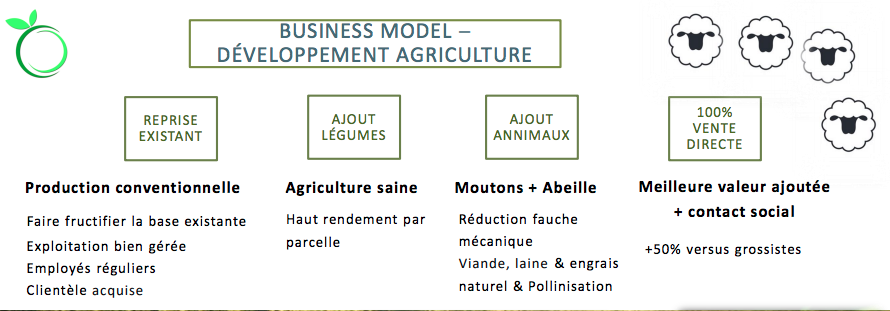 BUSINESS MODEL –
DÉVELOPPEMENT AGRICULTURE
REPRISE
EXISTANT
Production conventionnelle
Faire fructifier la base existante
Exploitation bien gérée
Employés réguliers
Clientèle acquise
AJOUT
LÉGUMES
Agriculture saine
Haut rendement par
parcelle
AJOUT
ANNIMAUX
Moutons + Abeille
Réduction fauche
mécanique
Viande, laine & engrais
naturel & Pollinisation
100%
VENTE
DIRECTE
Meilleure valeur ajoutée
+ contact social
+50% versus grossistes